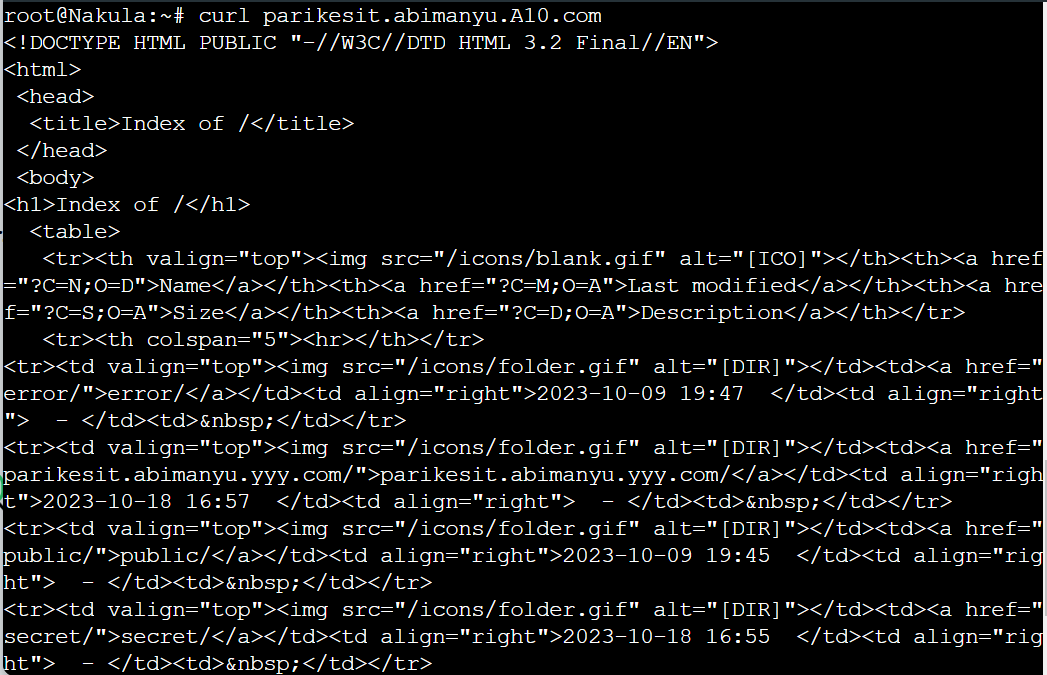 root@Nakula:~# curl parikesit.abimanyu.A10.com
<!DOCTYPE HTML PUBLIC "-//W3C//DTD HTML 3.2 Final//EN">
<html>
 <head>
  <title>Index of /</title>
 </head>
 <body>
<h1>Index of /</h1>
  <table>
   <tr><th valign="top"><img src="/icons/blank.gif" alt="[ICO]"></th><th><a href
="?C=N;O=D">Name</a></th><th><a href="?C=M;O=A">Last modified</a></th><th><a hre
f="?C=S;O=A">Size</a></th><th><a href="?C=D;O=A">Description</a></th></tr>
   <tr><th colspan="5"><hr></th></tr>
<tr><td valign="top"><img src="/icons/folder.gif" alt="[DIR]"></td><td><a href="
error/">error/</a></td><td align="right">2023-10-09 19:47  </td><td align="right
">  - </td><td>&nbsp;</td></tr>
<tr><td valign="top"><img src="/icons/folder.gif" alt="[DIR]"></td><td><a href="
parikesit.abimanyu.yyy.com/">parikesit.abimanyu.yyy.com/</a></td><td align="righ
t">2023-10-18 16:57  </td><td align="right">  - </td><td>&nbsp;</td></tr>
<tr><td valign="top"><img src="/icons/folder.gif" alt="[DIR]"></td><td><a href="
public/">public/</a></td><td align="right">2023-10-09 19:45  </td><td align="rig
ht">  - </td><td>&nbsp;</td></tr>
<tr><td valign="top"><img src="/icons/folder.gif" alt="[DIR]"></td><td><a href="
secret/">secret/</a></td><td align="right">2023-10-18 16:55  </td><td align="rig
ht">  - </td><td>&nbsp;</td></tr>